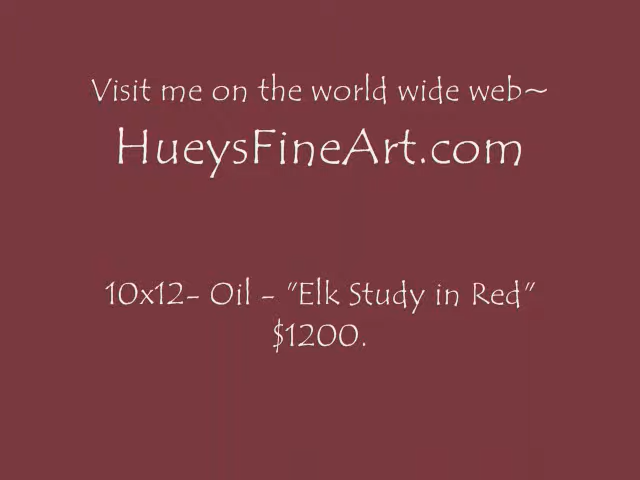 Visit me on the world wide web~
HueysFineArt.com
10x12- Oil - "Elk Study in Red"
$1200.